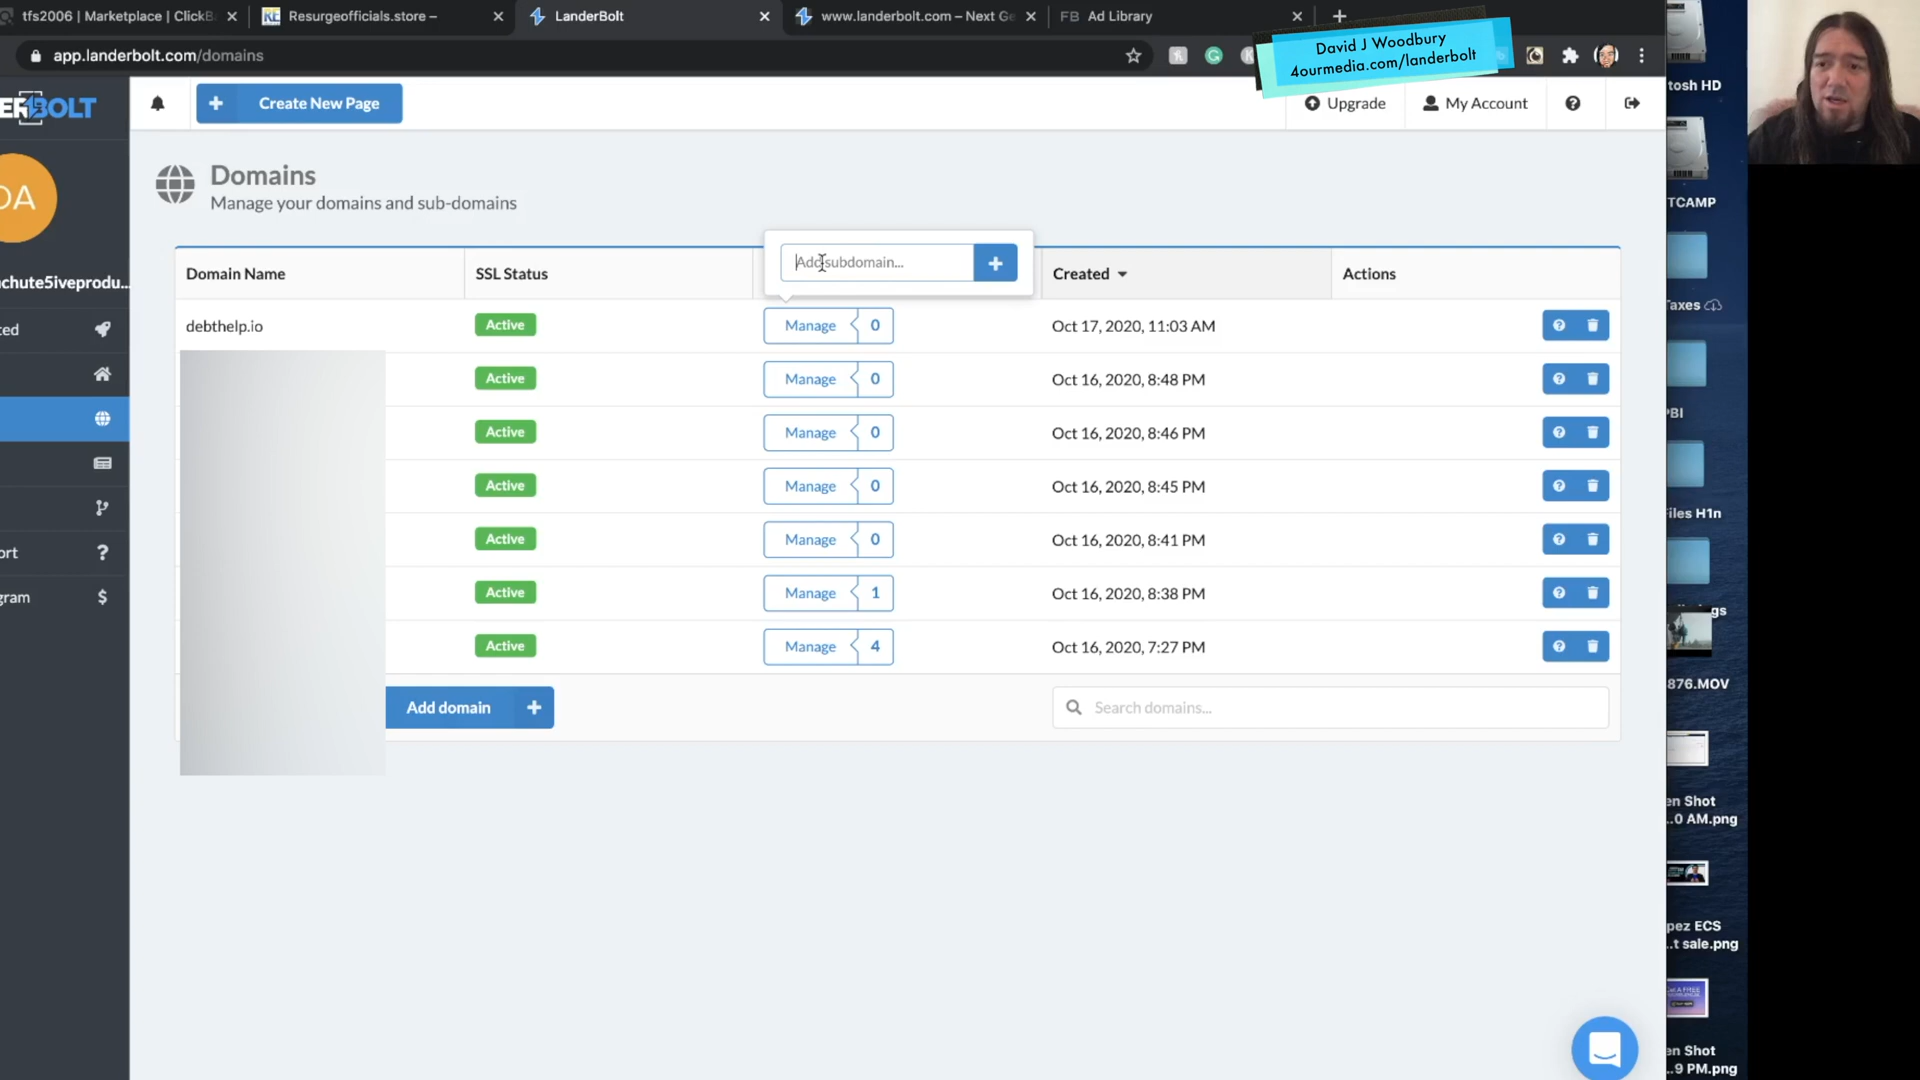 tfs2006 | Marketplace | ClickB
Resurgeofficials.store –
LanderBolt
www.landerbolt.com – Next Ge
FB Ad Library
app.landerbolt.com/domains
David J Woodbury
4ourmedia.com/landerbolt
ERBOLT
Create New Page
Upgrade
My Account
tosh HD
DA
Domains
Manage your domains and sub-domains
TCAMP
Domain Name
SSL Status
Add subdomain...
Created
Actions
chute5iveprodu...
Taxes
ted
debthelp.io
Active
Manage 0
Oct 17, 2020, 11:03 AM
Active
Manage 0
Oct 16, 2020, 8:48 PM
PBI
Active
Manage 0
Oct 16, 2020, 8:46 PM
Active
Manage 0
Oct 16, 2020, 8:45 PM
iles H1n
ort
Active
Manage 0
Oct 16, 2020, 8:41 PM
gram
Active
Manage 1
Oct 16, 2020, 8:38 PM
gs
Active
Manage 4
Oct 16, 2020, 7:27 PM
876.MOV
Add domain
Search domains...
en Shot
...0 AM.png
pez ECS
...t sale.png
en Shot
...9 PM.png